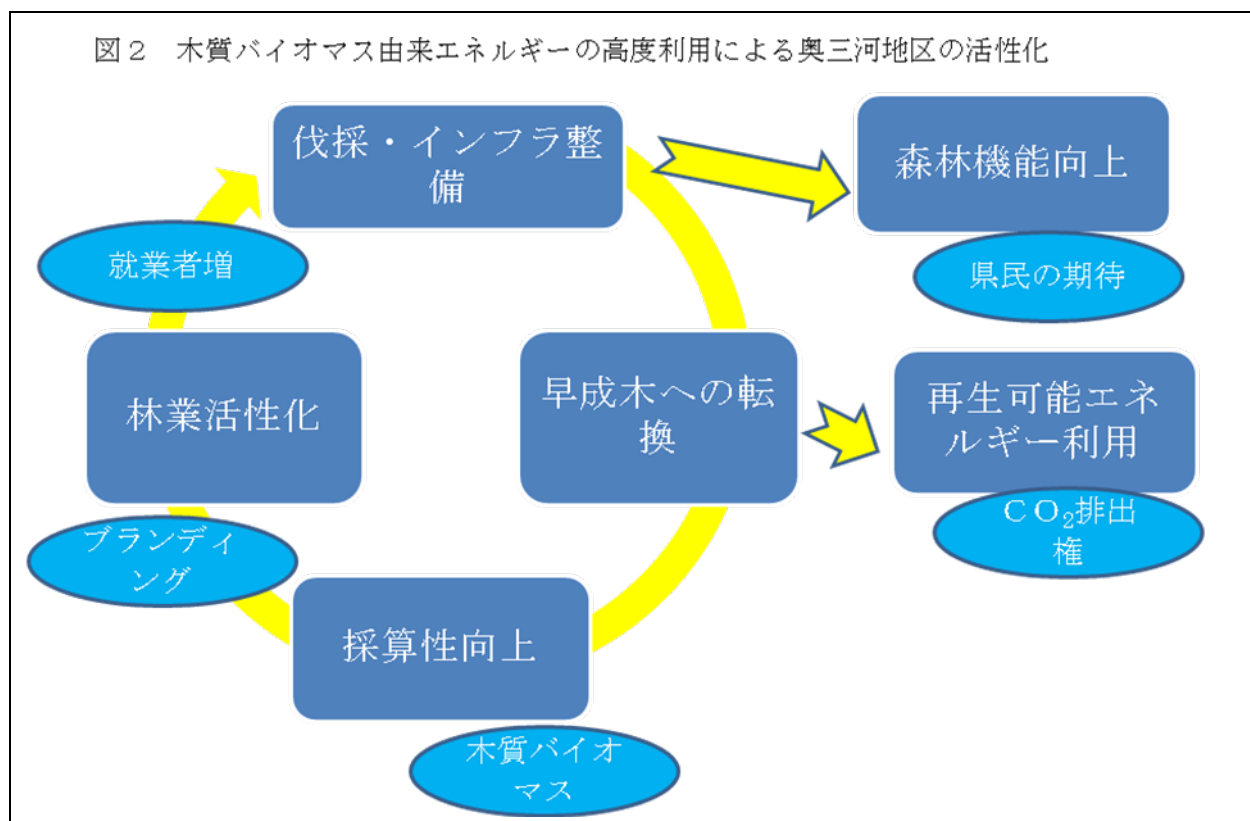 図２　木質バイオマス由来エネルギーの高度利用による奥三河地区の活性化
伐採・インフラ整
備
森林機能向上
県民の期待
就業者増
早成木への転
換
再生可能エネ
ルギー利用
ＣＯ₂排出
権
林業活性化
ブランディ
ング
採算性向上
木質バイオ
マス